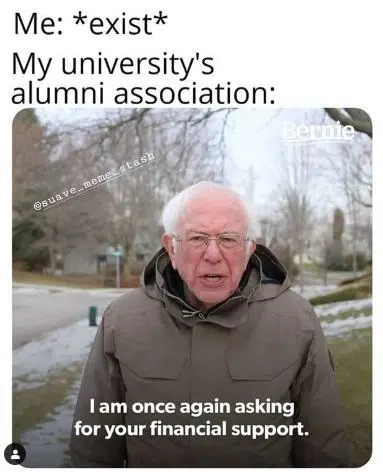 Me: *exist*
My university's
alumni association:
Bernie
@suave_meme_stash
I am once again asking
for your financial support.